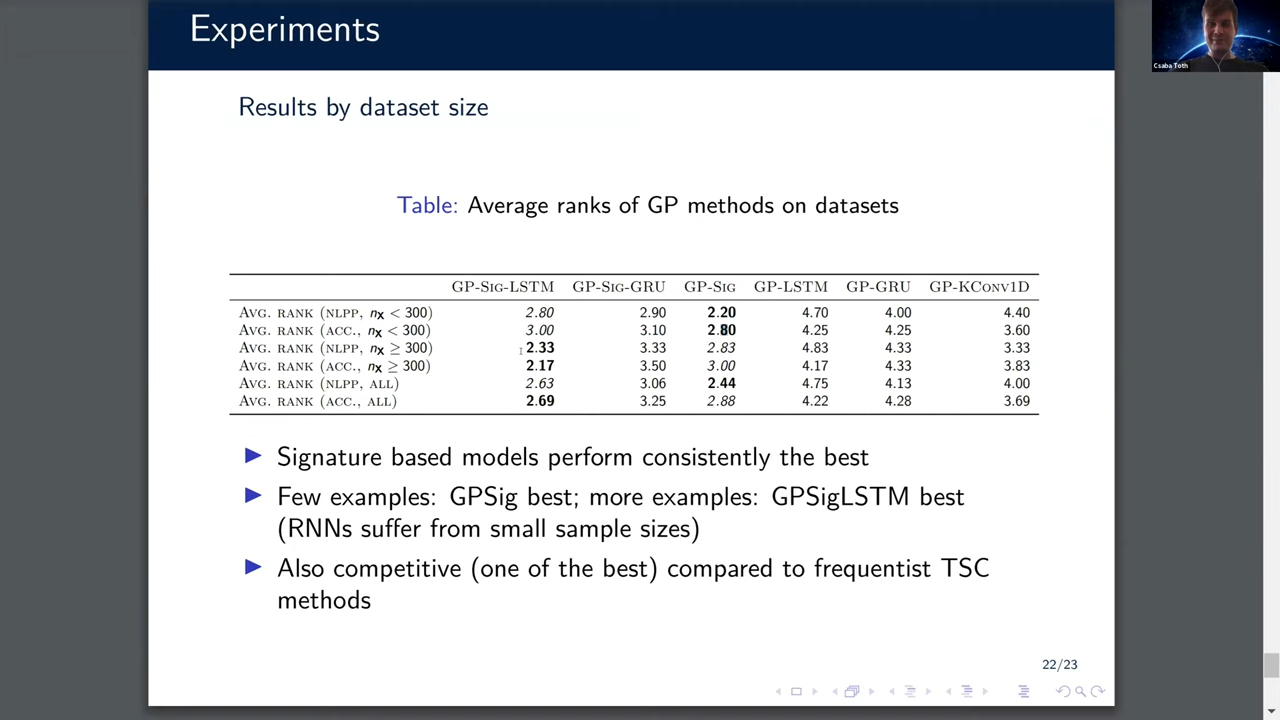 Experiments
Csaba Toth
Results by dataset size
Table: Average ranks of GP methods on datasets
GP-Sig-LSTM GP-Sig-GRU GP-Sig GP-LSTM GP-GRU GP-KConv1D
Avg. rank (nlpp, nX < 300) 2.80 2.90 2.20 4.70 4.00 4.40
Avg. rank (acc., nX < 300) 3.00 3.10 2.80 4.25 4.25 3.60
Avg. rank (nlpp, nX ≥ 300) 2.33 3.33 2.83 4.83 4.33 3.33
Avg. rank (acc., nX ≥ 300) 2.17 3.50 3.00 4.17 4.33 3.83
Avg. rank (nlpp, all) 2.63 3.06 2.44 4.75 4.13 4.00
Avg. rank (acc., all) 2.69 3.25 2.88 4.22 4.28 3.69
Signature based models perform consistently the best
Few examples: GPSig best; more examples: GPSigLSTM best
(RNNs suffer from small sample sizes)
Also competitive (one of the best) compared to frequentist TSC
methods
22/23